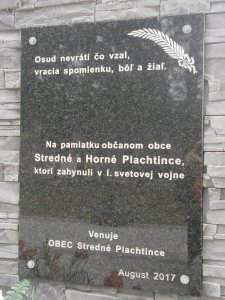 Osud nevráti čo vzal,
vracia spomienku, bôľ a žiaľ.
Na pamiatku občanom obce
Stredné a Horné Plachtince,
ktorí zahynuli v I. svetovej vojne
Venuje
OBEC Stredné Plachtince
August 2017